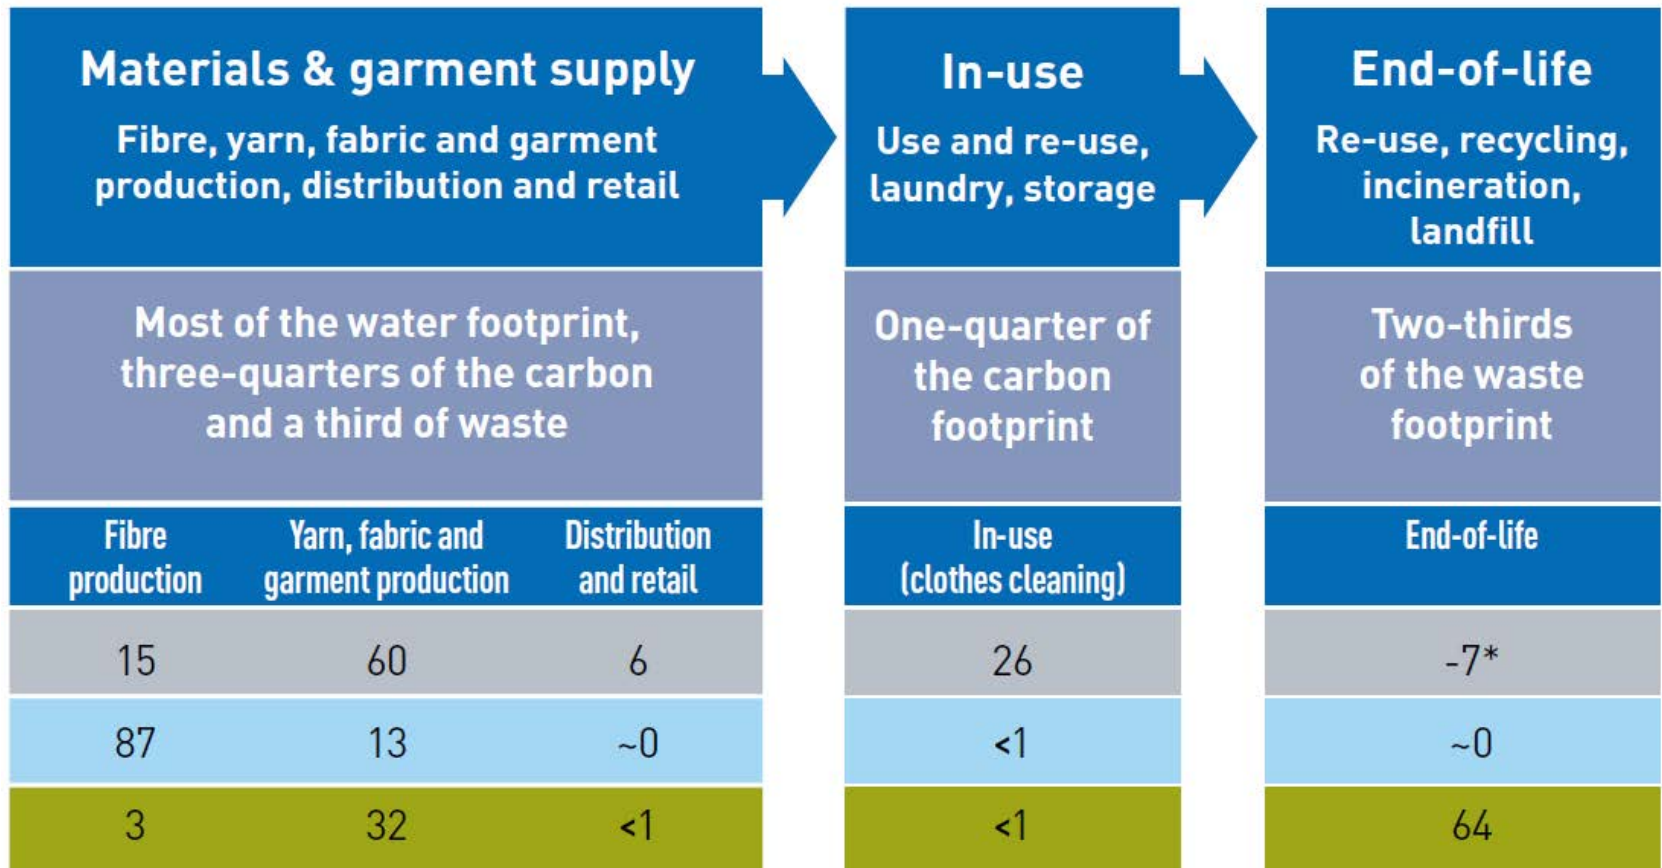 Materials & garment supply
Fibre, yarn, fabric and garment
production, distribution and retail
In-use
Use and re-use,
laundry, storage
End-of-life
Re-use, recycling,
incineration,
landfill
Most of the water footprint,
three-quarters of the carbon
and a third of waste
One-quarter of
the carbon
footprint
Two-thirds
of the waste
footprint
Fibre
production
Yarn, fabric and
garment production
Distribution
and retail
In-use
(clothes cleaning)
End-of-life
15 60 6 26 -7*
87 13 ~0 <1 ~0
3 32 <1 <1 64